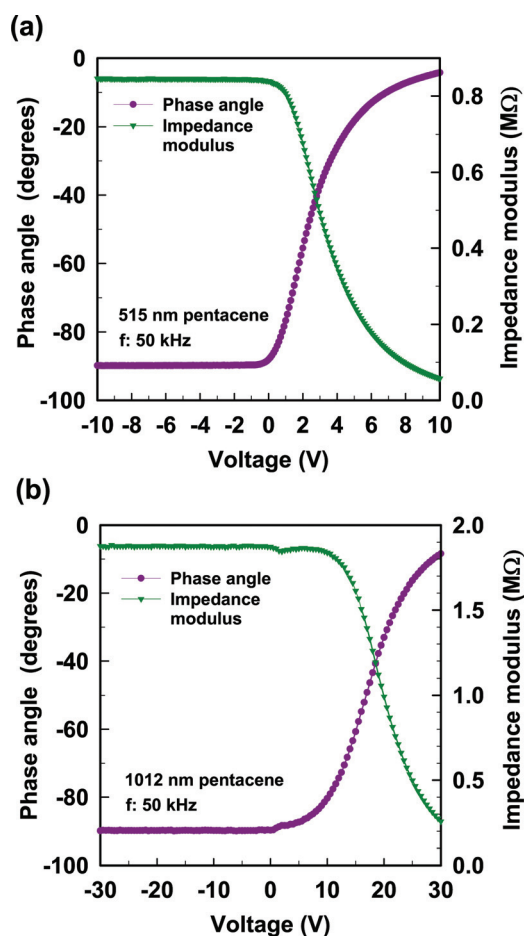 (a)
0
-20
-40
-60
-80
-100
Phase angle (degrees)
Phase angle
Impedance
modulus
515 nm pentacene
f: 50 kHz
0.8
0.6
0.4
0.2
0.0
Impedance modulus (MΩ)
-10 -8 -6 -4 -2 0 2 4 6 8 10
Voltage (V)
(b)
0
-20
-40
-60
-80
-100
Phase angle (degrees)
Phase angle
Impedance
modulus
1012 nm pentacene
f: 50 kHz
2.0
1.5
1.0
0.5
0.0
Impedance modulus (MΩ)
-30 -20 -10 0 10 20 30
Voltage (V)